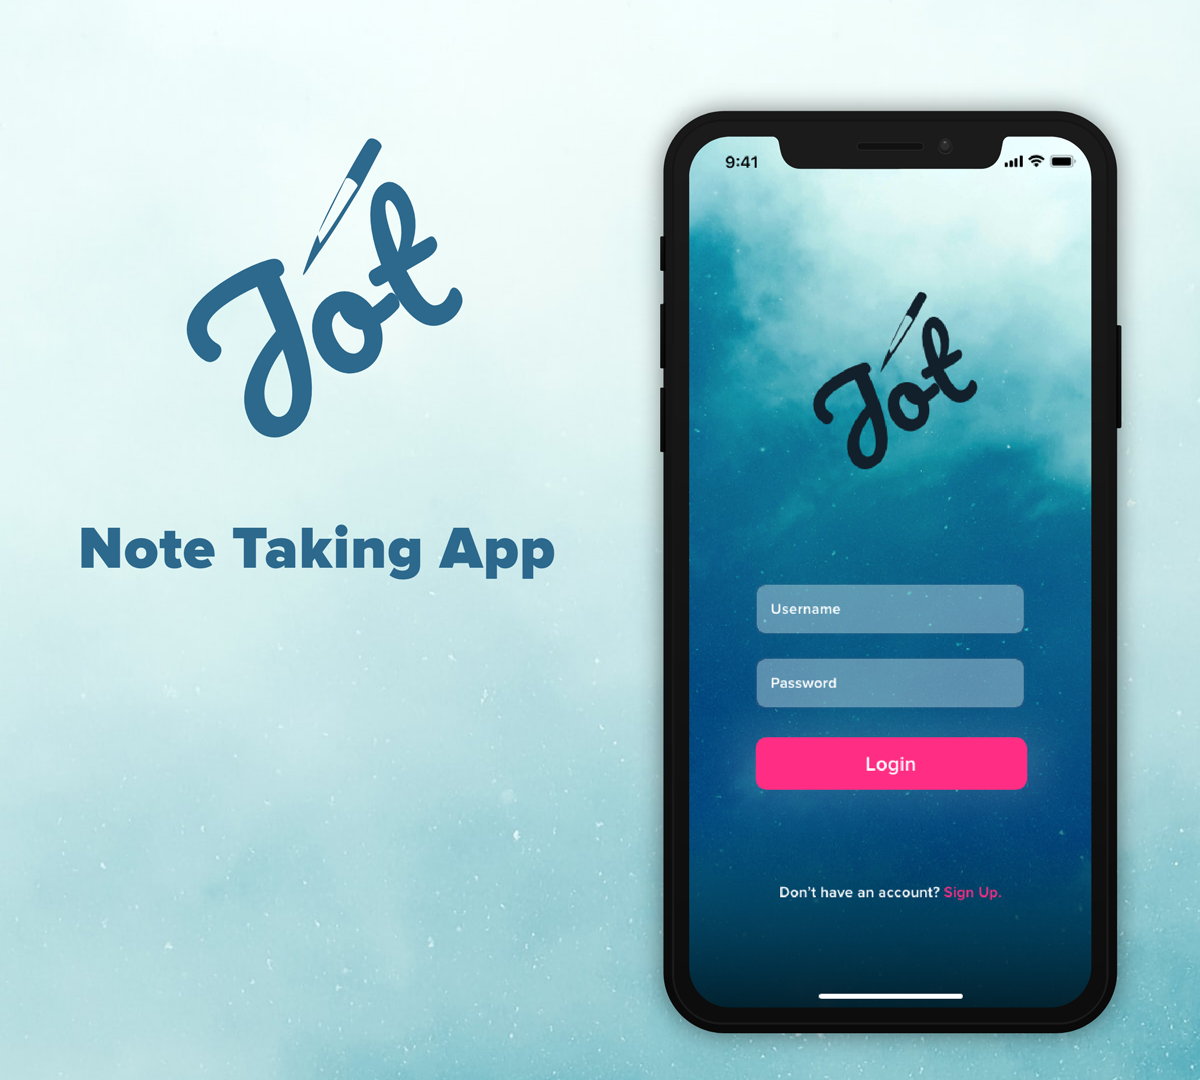 Jot
Note Taking App
9:41
Jot
Username
Password
Login
Don't have an account? Sign Up.